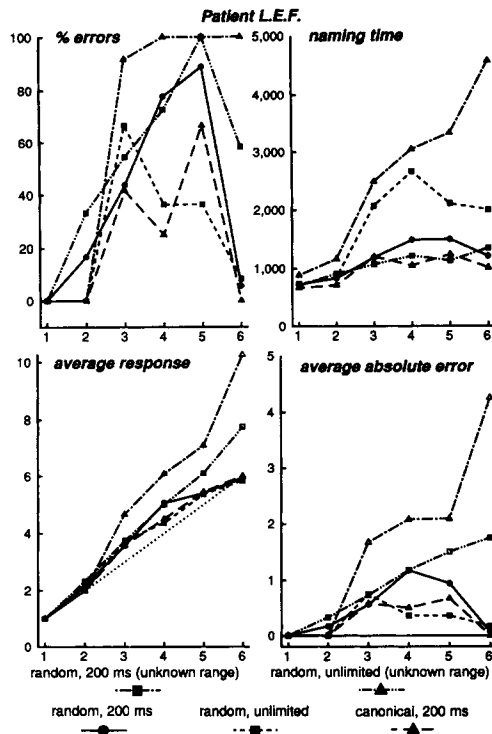 Patient L.E.F.
% errors
naming time
100
80
60
40
20
0
1 2 3 4 5 6
5,000
4,000
3,000
2,000
1,000
0
1 2 3 4 5 6
average response
average absolute error
10
8
6
4
2
0
1 2 3 4 5 6
5
4
3
2
1
0
1 2 3 4 5 6
random, 200 ms (unknown range)
random, unlimited (unknown range)
random, 200 ms
random, unlimited
canonical, 200 ms